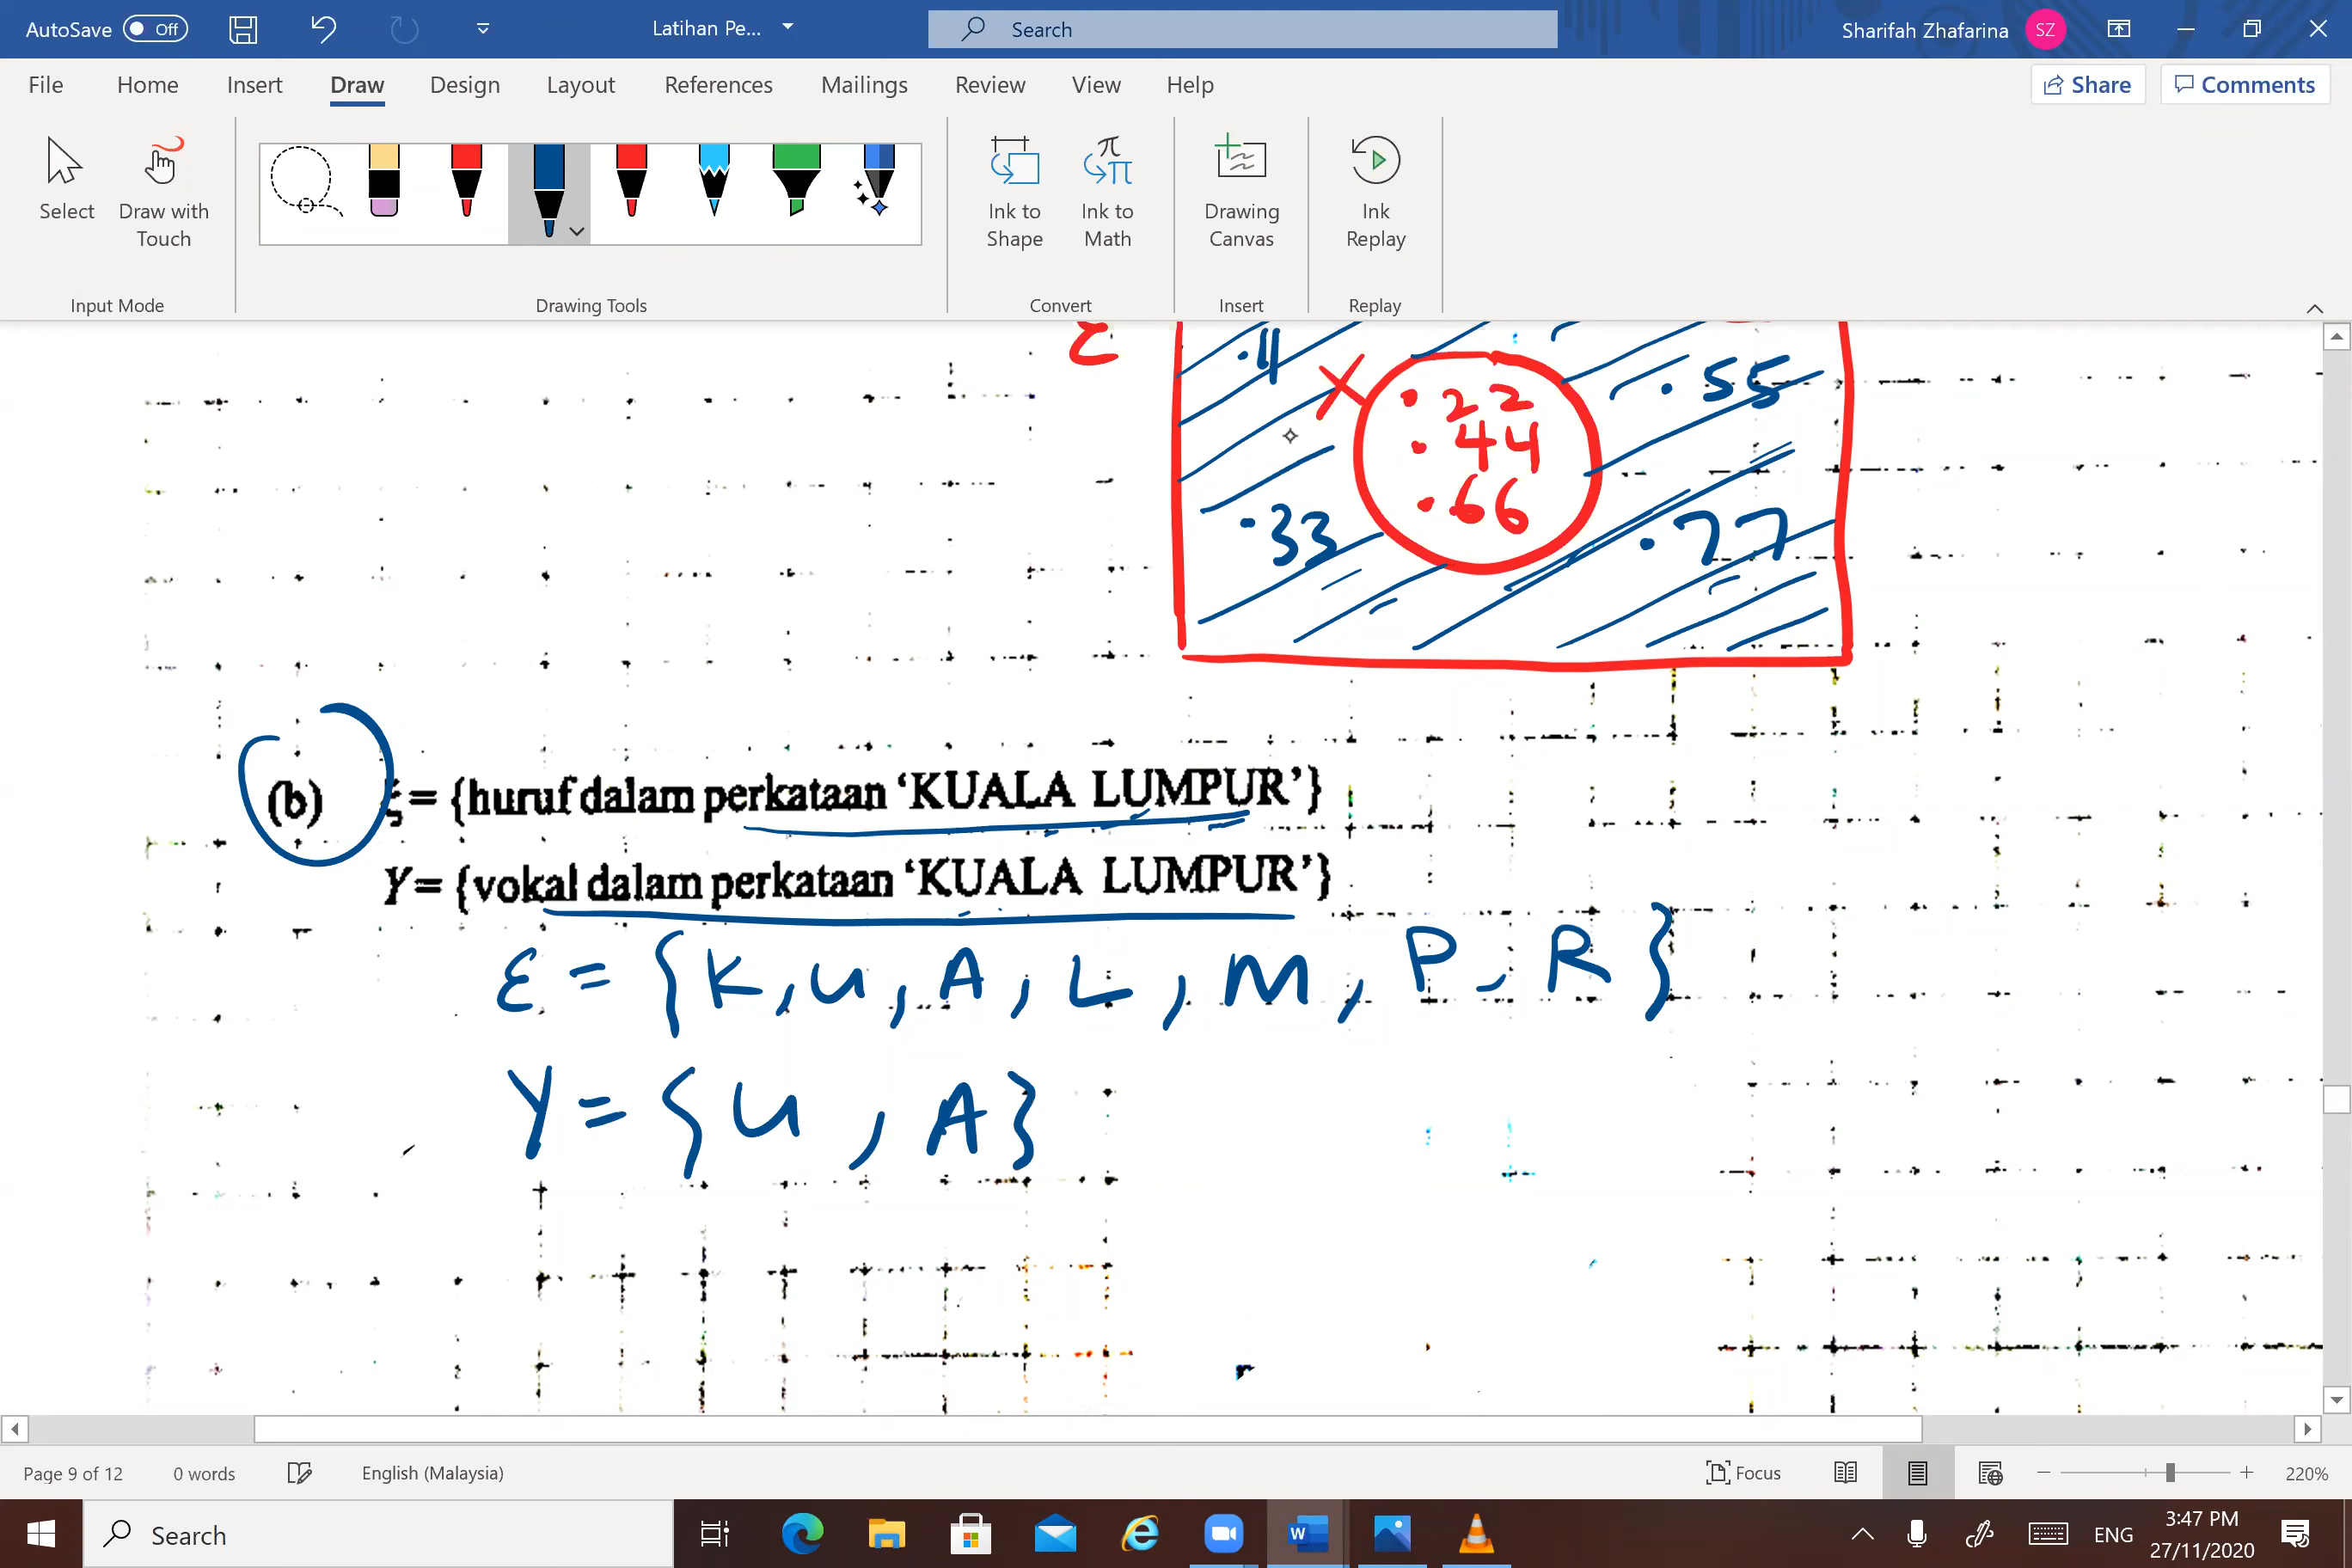 AutoSave Off Latihan Pe... Search Sharifah Zhafarina SZ
File Home Insert Draw Design Layout References Mailings Review View Help Share Comments
Select Draw with Touch Ink to Shape Ink to Math Drawing Canvas Ink Replay
Input Mode Drawing Tools Convert Insert Replay
ε
.11 X .22 .55
.44
.33 .66 .77
(b) ξ = {huruf dalam perkataan ‘KUALA LUMPUR’}
Y = {vokal dalam perkataan ‘KUALA LUMPUR’}
ε = {K, U, A, L, M, P, R}
Y = {U, A}
Page 9 of 12 0 words English (Malaysia) Focus 220%
Search ENG 3:47 PM
27/11/2020